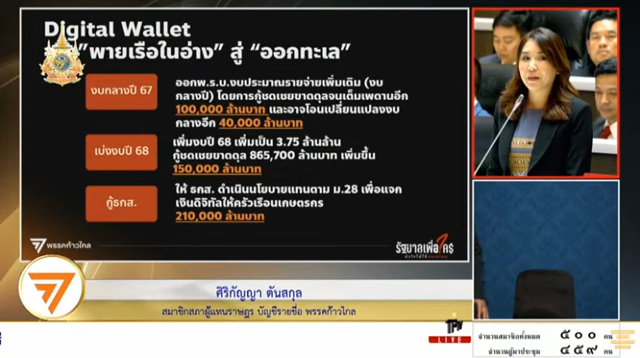 Digital Wallet
”พายเรือในอ่าง” สู่ “ออกทะเล”
งบกลางปี 67
ออกพ.ร.บ.งบประมาณรายจ่ายเพิ่มเติม (งบ
กลางปี) โดยการกู้ชดเชยขาดดุลจนเต็มเพดานอีก
100,000 ล้านบาท และอาจโอนเปลี่ยนแปลงงบ
กลางอีก 40,000 ล้านบาท
เบ่งงบปี 68
เพิ่มงบปี 68 เพิ่มเป็น 3.75 ล้านล้าน
กู้ชดเชยขาดดุล 865,700 ล้านบาท เพิ่มขึ้น
150,000 ล้านบาท
กู้ธกส.
ให้ ธกส. ดำเนินนโยบายแทนตาม ม.28 เพื่อแจก
เงินดิจิทัลให้ครัวเรือนเกษตรกร
210,000 ล้านบาท
พรรคก้าวไกล
รัฐบาลเพื่อใคร
ศิริกัญญา ตันสกุล
สมาชิกสภาผู้แทนราษฎร บัญชีรายชื่อ พรรคก้าวไกล
TPtv
LIVE
จำนวนสมาชิกทั้งหมด ๕๐๐ คน
จำนวนผู้มาประชุม ๔๔๙ คน